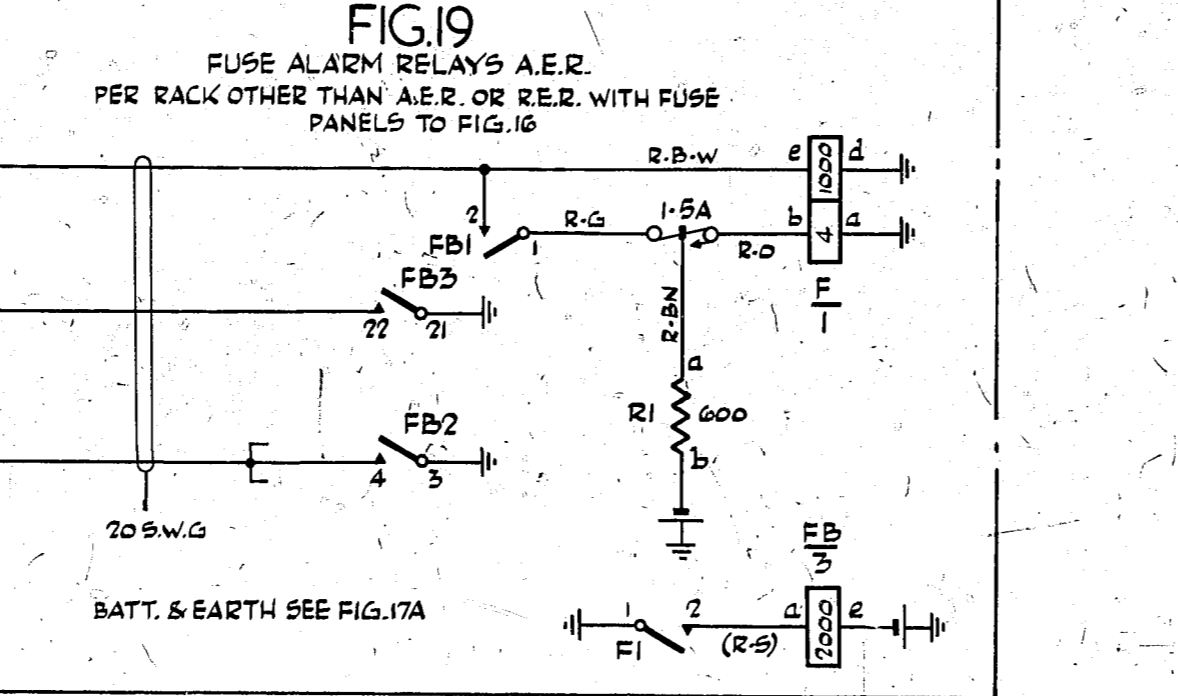 FIG.19
FUSE ALARM RELAYS A.E.R.
PER RACK OTHER THAN A.E.R. OR R.E.R. WITH FUSE
PANELS TO FIG.16
R-B-W
e
1000
d
2
FB1
1
R-G
1.5A
R-O
b
4
a
F
1
FB3
22
21
R-BN
a
R1
600
b
FB2
4
3
20 S.W.G
BATT. & EARTH SEE FIG.17A
FB
3
1
F1
2
(R-S)
a
2000
e